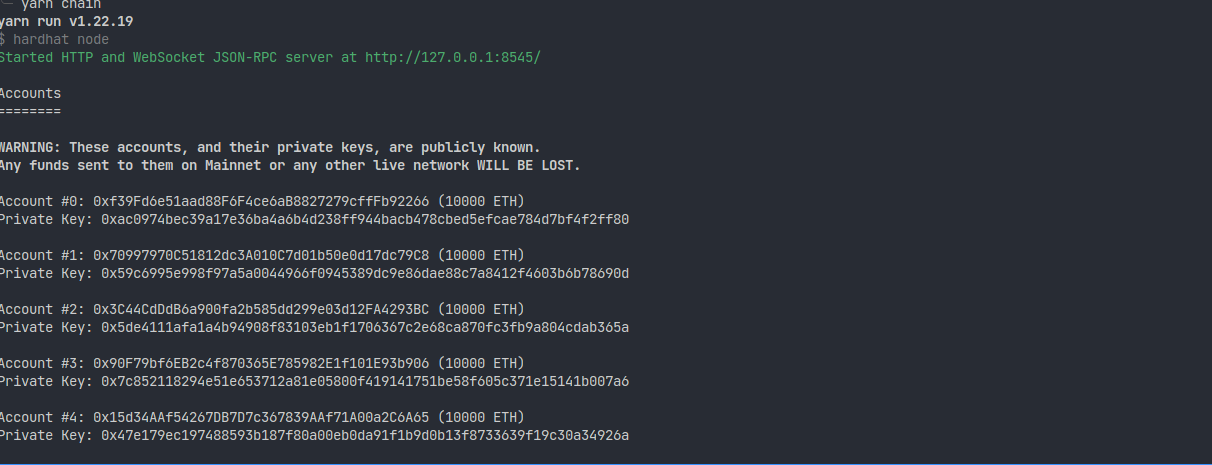 yarn chain
yarn run v1.22.19
$ hardhat node
Started HTTP and WebSocket JSON-RPC server at http://127.0.0.1:8545/
Accounts
========
WARNING: These accounts, and their private keys, are publicly known.
Any funds sent to them on Mainnet or any other live network WILL BE LOST.
Account #0: 0xf39Fd6e51aad88F6F4ce6aB8827279cffFb92266 (10000 ETH)
Private Key: 0xac0974bec39a17e36ba4a6b4d238ff944bacb478cbed5efcae784d7bf4f2ff80
Account #1: 0x70997970C51812dc3A010C7d01b50e0d17dc79C8 (10000 ETH)
Private Key: 0x59c6995e998f97a5a0044966f0945389dc9e86dae88c7a8412f4603b6b78690d
Account #2: 0x3C44CdDdB6a900fa2b585dd299e03d12FA4293BC (10000 ETH)
Private Key: 0x5de4111afa1a4b94908f83103eb1f1706367c2e68ca870fc3fb9a804cdab365a
Account #3: 0x90F79bf6EB2c4f870365E785982E1f101E93b906 (10000 ETH)
Private Key: 0x7c852118294e51e653712a81e05800f419141751be58f605c371e15141b007a6
Account #4: 0x15d34AAf54267DB7D7c367839AAf71A00a2C6A65 (10000 ETH)
Private Key: 0x47e179ec197488593b187f80a00eb0da91f1b9d0b13f8733639f19c30a34926a